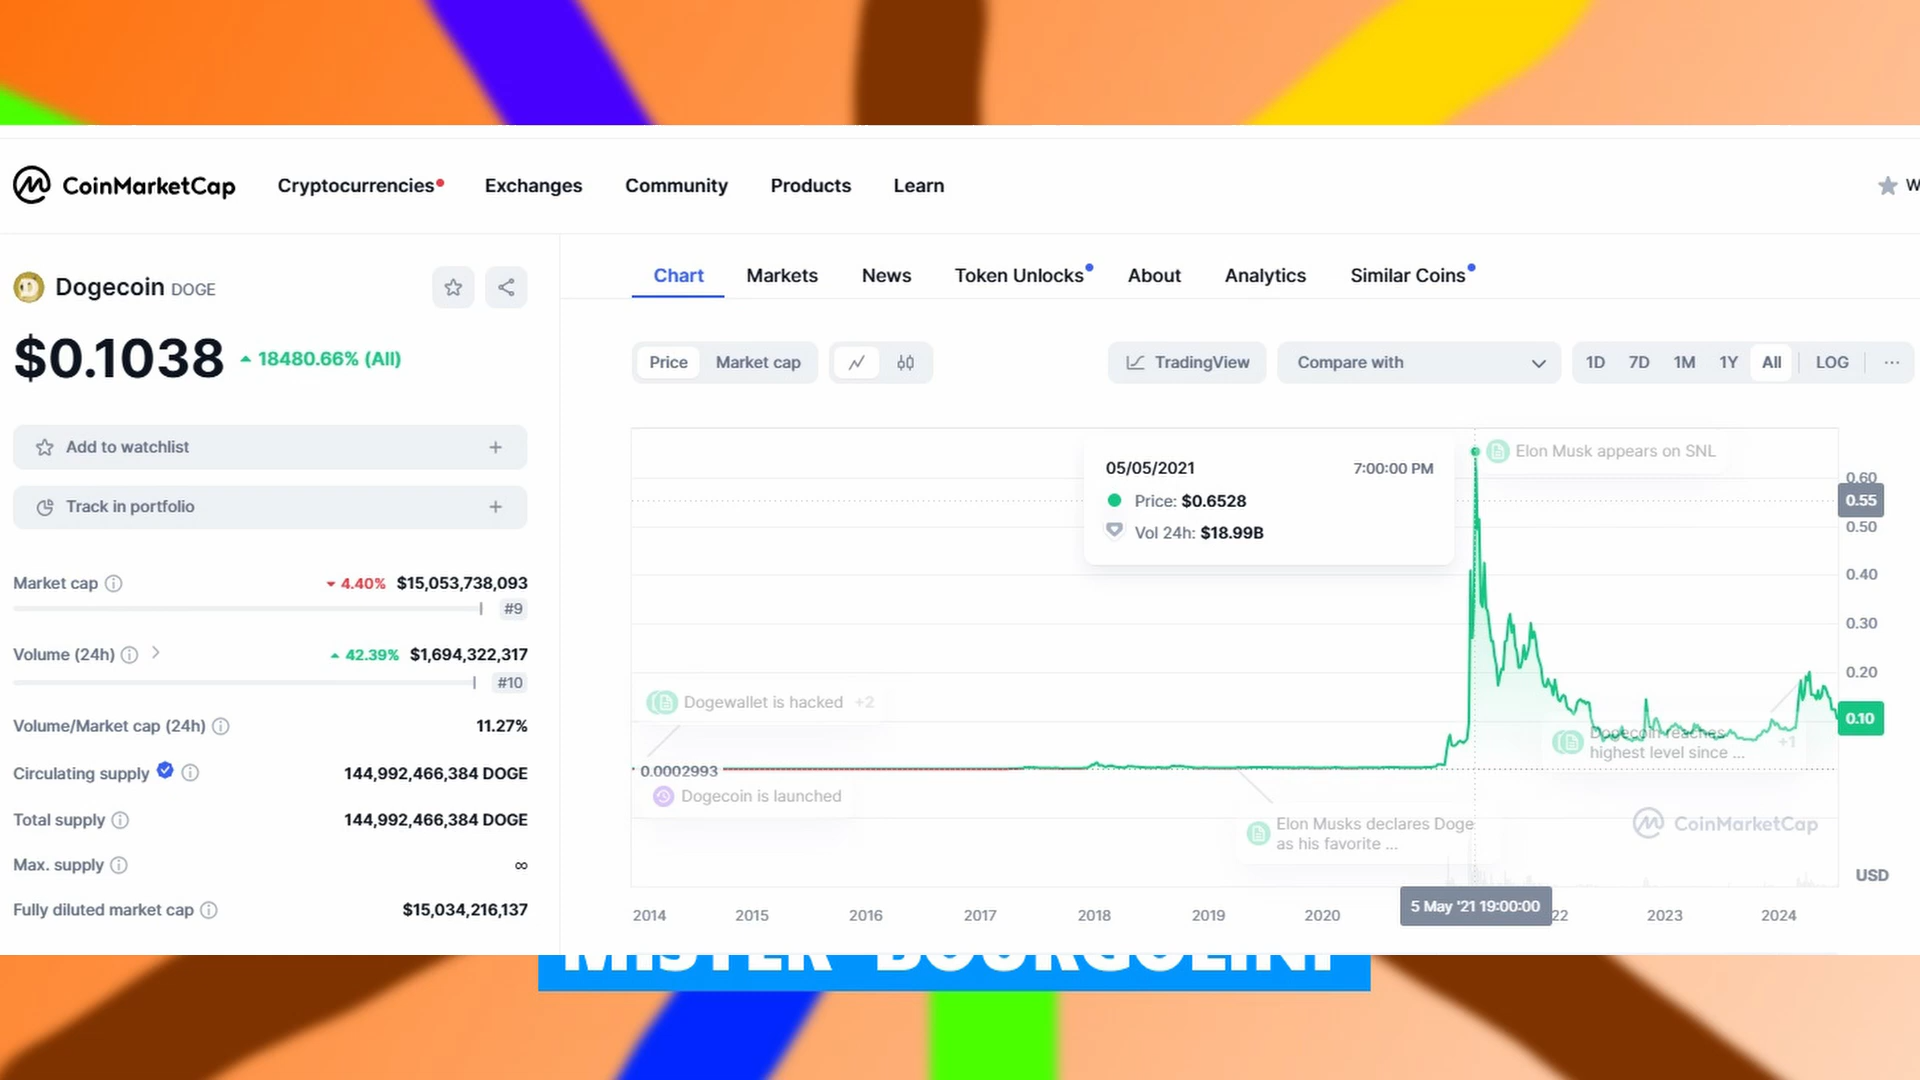 CoinMarketCap
Cryptocurrencies Exchanges Community Products Learn
W
Dogecoin DOGE
$0.1038 18480.66% (All)
Add to watchlist +
Track in portfolio +
Market cap 4.40% $15,053,738,093
#9
Volume (24h) 42.39% $1,694,322,317
#10
Volume/Market cap (24h) 11.27%
Circulating supply 144,992,466,384 DOGE
Total supply 144,992,466,384 DOGE
Max. supply ∞
Fully diluted market cap $15,034,216,137
Chart Markets News Token Unlocks About Analytics Similar Coins
Price Market cap TradingView Compare with 1D 7D 1M 1Y All LOG ...
05/05/2021 7:00:00 PM
Price: $0.6528
Vol 24h: $18.99B
Elon Musk appears on SNL
0.60
0.55
0.50
0.40
0.30
0.20
0.10
Dogewallet is hacked +2
0.0002993
Dogecoin is launched
Dogecoin reaches
highest level since ... +1
Elon Musks declares Doge
as his favorite ...
CoinMarketCap
USD
2014 2015 2016 2017 2018 2019 2020 5 May '21 19:00:00 22 2023 2024
MISTER BOURGOLINI